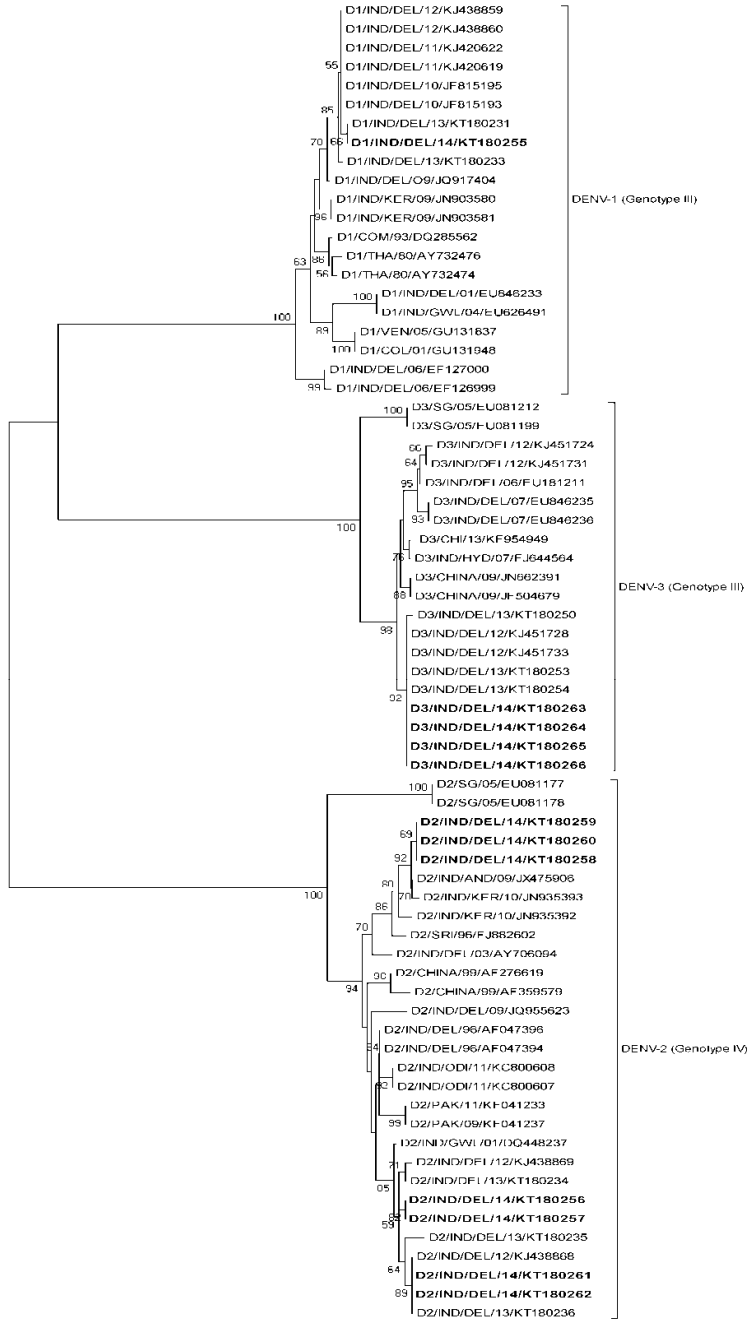 D1/IND/DEL/12/KJ438859
D1/IND/DEL/12/KJ438860
D1/IND/DEL/11/KJ420622
55
D1/IND/DEL/11/KJ420619
D1/IND/DEL/10/JF815195
D1/IND/DEL/10/JF815193
85
D1/IND/DEL/13/KT180231
70
66
D1/IND/DEL/14/KT180255
D1/IND/DEL/13/KT180233
D1/IND/DEL/O9/JQ917404
D1/IND/KER/09/JN903580
DENV-1 (Genotype III)
96
D1/IND/KER/09/JN903581
D1/COM/93/DQ285562
63
86
D1/THA/80/AY732476
56
D1/THA/80/AY732474
100
D1/IND/DEL/01/EU846233
D1/IND/GWL/04/EU626491
100
89
D1/VEN/05/GU131837
100
D1/COL/01/GU131948
D1/IND/DEL/06/EF127000
99
D1/IND/DEL/06/EF126999
D3/SG/05/EU081212
100
D3/SG/05/EU081199
66
D3/IND/DEL/12/KJ451724
64
D3/IND/DEL/12/KJ451731
95
D3/IND/DEL/06/EU181211
D3/IND/DEL/07/EU846235
93
D3/IND/DEL/07/EU846236
100
D3/CHI/13/KF954949
76
D3/IND/HYD/07/FJ644564
D3/CHINA/09/JN662391
DENV-3 (Genotype III)
88
D3/CHINA/09/JF504679
D3/IND/DEL/13/KT180250
98
D3/IND/DEL/12/KJ451728
D3/IND/DEL/12/KJ451733
D3/IND/DEL/13/KT180253
D3/IND/DEL/13/KT180254
92
D3/IND/DEL/14/KT180263
D3/IND/DEL/14/KT180264
D3/IND/DEL/14/KT180265
D3/IND/DEL/14/KT180266
D2/SG/05/EU081177
100
D2/SG/05/EU081178
D2/IND/DEL/14/KT180259
69
D2/IND/DEL/14/KT180260
92
D2/IND/DEL/14/KT180258
80
D2/IND/AND/09/JX475906
100
70
D2/IND/KER/10/JN935393
86
D2/IND/KER/10/JN935392
70
D2/SRI/96/FJ882602
D2/IND/DEL/03/AY706094
90
D2/CHINA/99/AF276619
94
D2/CHINA/99/AF359579
D2/IND/DEL/09/JQ955623
D2/IND/DEL/96/AF047396
D2/IND/DEL/96/AF047394
DENV-2 (Genotype IV)
D2/IND/ODI/11/KC800608
D2/IND/ODI/11/KC800607
D2/PAK/11/KF041233
99
D2/PAK/09/KF041237
D2/IND/GWL/01/DQ448237
71
D2/IND/DEL/12/KJ438869
D2/IND/DEL/13/KT180234
D2/IND/DEL/14/KT180256
59
D2/IND/DEL/14/KT180257
D2/IND/DEL/13/KT180235
D2/IND/DEL/12/KJ438868
64
D2/IND/DEL/14/KT180261
89
D2/IND/DEL/14/KT180262
D2/IND/DEL/13/KT180236